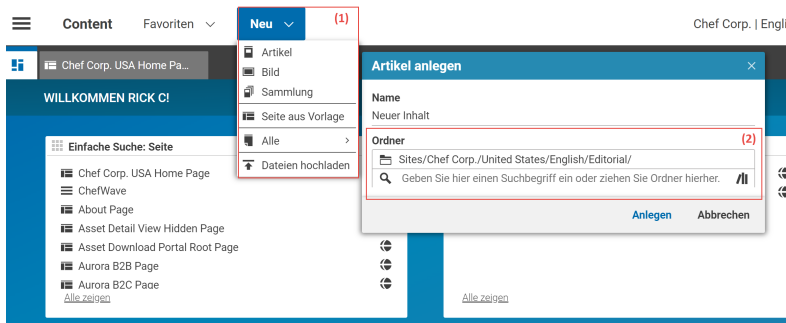 Content
Favoriten
Neu
(1)
Chef Corp. | Engli
Chef Corp. USA Home Pa...
WILLKOMMEN RICK C!
Artikel
Bild
Sammlung
Seite aus Vorlage
Alle
Dateien hochladen
Einfache Suche: Seite
Chef Corp. USA Home Page
ChefWave
About Page
Asset Detail View Hidden Page
Asset Download Portal Root Page
Aurora B2B Page
Aurora B2C Page
Alle zeigen
Artikel anlegen
Name
Neuer Inhalt
Ordner
(2)
Sites/Chef Corp./United States/English/Editorial/
Geben Sie hier einen Suchbegriff ein oder ziehen Sie Ordner hierher.
Anlegen
Abbrechen
Alle zeigen